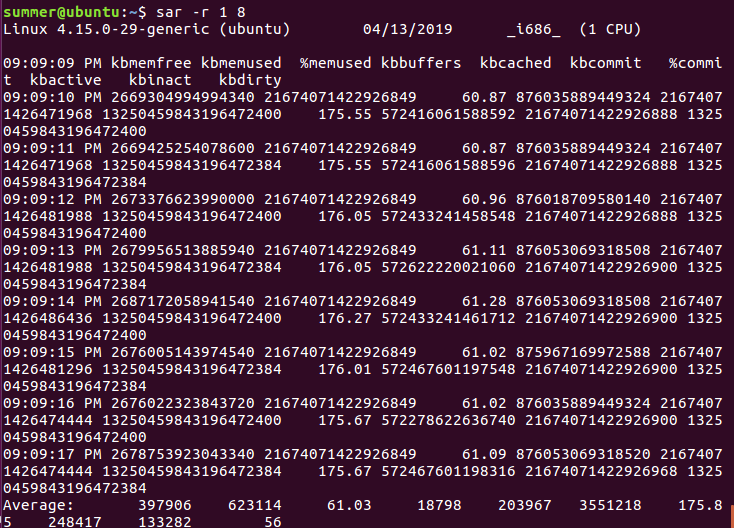 summer@ubuntu:~$ sar -r 1 8
Linux 4.15.0-29-generic (ubuntu) 04/13/2019 _i686_ (1 CPU)
09:09:09 PM kbmemfree kbmemused %memused kbbuffers kbcached kbcommit %commi
t kbactive kbinact kbdirty
09:09:10 PM 2669304994994340 21674071422926849 60.87 876035889449324 2167407
1426471968 13250459843196472400 175.55 572416061588592 21674071422926888 1325
0459843196472400
09:09:11 PM 2669425254078600 21674071422926849 60.87 876035889449324 2167407
1426471968 13250459843196472384 175.55 572416061588596 21674071422926888 1325
0459843196472384
09:09:12 PM 2673376623990000 21674071422926849 60.96 876018709580140 2167407
1426481988 13250459843196472400 176.05 572433241458548 21674071422926888 1325
0459843196472400
09:09:13 PM 2679956513885940 21674071422926849 61.11 876053069318508 2167407
1426481988 13250459843196472384 176.05 572622220021060 21674071422926900 1325
0459843196472384
09:09:14 PM 2687172058941540 21674071422926849 61.28 876053069318508 2167407
1426486436 13250459843196472400 176.27 572433241461712 21674071422926900 1325
0459843196472400
09:09:15 PM 2676005143974540 21674071422926849 61.02 875967169972588 2167407
1426481296 13250459843196472384 176.01 572467601197548 21674071422926900 1325
0459843196472384
09:09:16 PM 2676022323843720 21674071422926849 61.02 876035889449324 2167407
1426474444 13250459843196472400 175.67 572278622636740 21674071422926900 1325
0459843196472400
09:09:17 PM 2678753923043340 21674071422926849 61.09 876053069318520 2167407
1426474444 13250459843196472384 175.67 572467601198316 21674071422926968 1325
0459843196472384
Average: 397906 623114 61.03 18798 203967 3551218 175.8
5 248417 133282 56